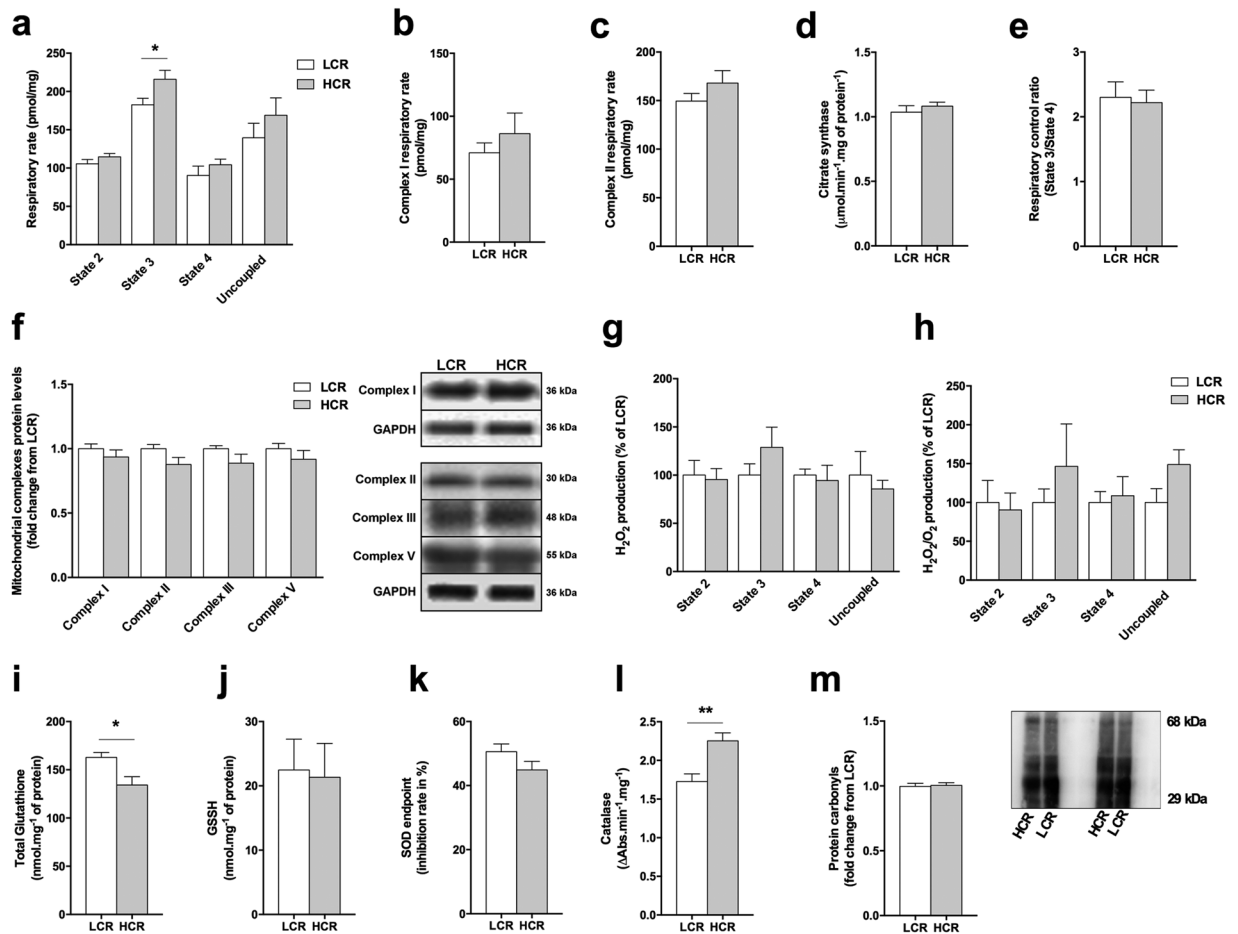 a
Respiratory rate (pmol/mg)
250
200
150
100
50
0
*
LCR
HCR
State 2
State 3
State 4
Uncoupled
b
Complex I respiratory rate
(pmol/mg)
150
100
50
0
LCR HCR
c
Complex II respiratory rate
(pmol/mg)
200
150
100
50
0
LCR HCR
d
Citrate synthase
(μmol.min⁻¹.mg of protein⁻¹)
1.5
1.0
0.5
0.0
LCR HCR
e
Respiratory control ratio
(State 3/State 4)
3
2
1
0
LCR HCR
f
Mitochondrial complexes protein levels
(fold change from LCR)
1.5
1.0
0.5
0.0
LCR
HCR
Complex I
Complex II
Complex III
Complex V
LCR HCR
Complex I 36 kDa
GAPDH 36 kDa
Complex II 30 kDa
Complex III 48 kDa
Complex V 55 kDa
GAPDH 36 kDa
g
H₂O₂ production (% of LCR)
200
150
100
50
0
State 2
State 3
State 4
Uncoupled
h
H₂O₂/O₂ production (% of LCR)
250
200
150
100
50
0
LCR
HCR
State 2
State 3
State 4
Uncoupled
i
Total Glutathione
(nmol.mg⁻¹ of protein)
200
150
100
50
0
*
LCR HCR
j
GSSH
(nmol.mg⁻¹ of protein)
30
20
10
0
LCR HCR
k
SOD endpoint
(inhibition rate in %)
60
40
20
0
LCR HCR
l
Catalase
(ΔAbs.min⁻¹.mg⁻¹)
2.5
2.0
1.5
1.0
0.5
0.0
**
LCR HCR
m
Protein carbonyls
(fold change from LCR)
1.5
1.0
0.5
0.0
LCR HCR
68 kDa
29 kDa
HCR
LCR
HCR
LCR